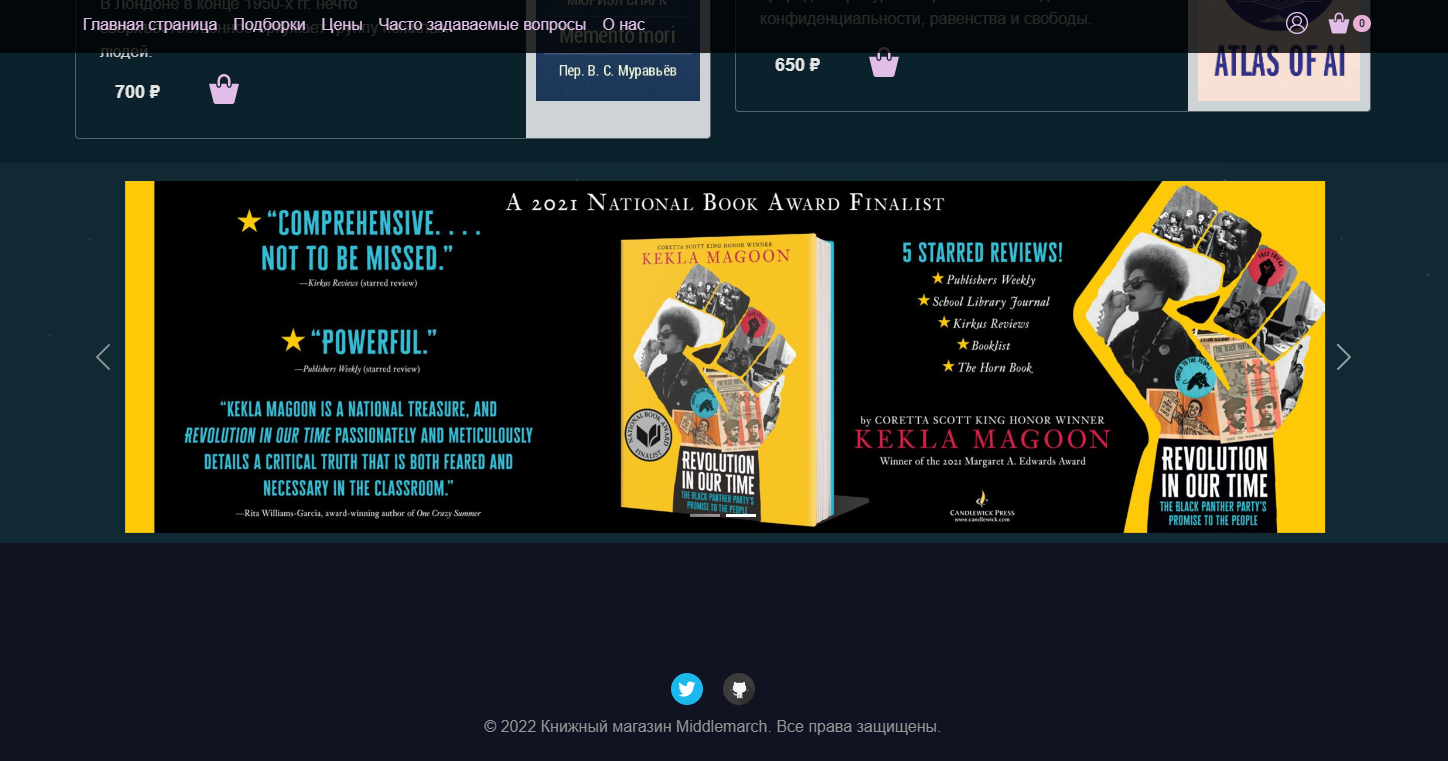 В Лондоне в конце 1950-х гг. нечто
людей.
700 ₽
МЮРИЭЛ СПАРК
Memento mori
Пер. В. С. Муравьёв
конфиденциальности, равенства и свободы.
650 ₽
ATLAS OF AI
Главная страница Подборки Цены Часто задаваемые вопросы О нас
0
A 2021 National Book Award Finalist
“COMPREHENSIVE. . . .
NOT TO BE MISSED.”
—Kirkus Reviews (starred review)
“POWERFUL.”
—Publishers Weekly (starred review)
“KEKLA MAGOON IS A NATIONAL TREASURE, AND
REVOLUTION IN OUR TIME PASSIONATELY AND METICULOUSLY
DETAILS A CRITICAL TRUTH THAT IS BOTH FEARED AND
NECESSARY IN THE CLASSROOM.”
—Rita Williams-Garcia, award-winning author of One Crazy Summer
CORETTA SCOTT KING HONOR WINNER
KEKLA MAGOON
NATIONAL BOOK AWARD
FINALIST
REVOLUTION
IN OUR TIME
THE BLACK PANTHER PARTY'S
PROMISE TO THE PEOPLE
5 STARRED REVIEWS!
Publishers Weekly
School Library Journal
Kirkus Reviews
Booklist
The Horn Book
by CORETTA SCOTT KING HONOR WINNER
KEKLA MAGOON
Winner of the 2021 Margaret A. Edwards Award
CANDLEWICK PRESS
www.candlewick.com
POWER TO THE PEOPLE
REVOLUTION
IN OUR TIME
THE BLACK PANTHER PARTY'S
PROMISE TO THE PEOPLE
© 2022 Книжный магазин Middlemarch. Все права защищены.